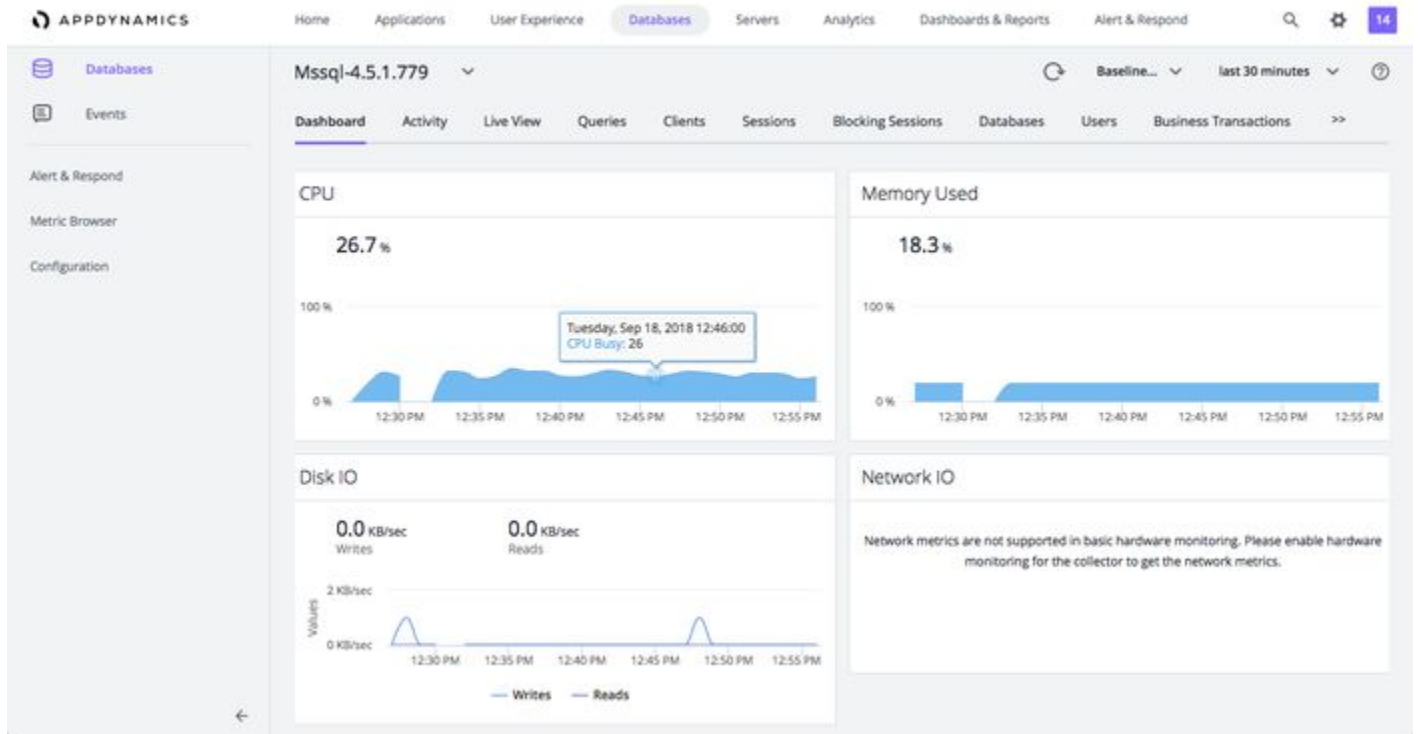 APPDYNAMICS
Home Applications User Experience Databases Servers Analytics Dashboards & Reports Alert & Respond 14
Databases
Events
Alert & Respond
Metric Browser
Configuration
Mssql-4.5.1.779
Baseline... last 30 minutes
Dashboard Activity Live View Queries Clients Sessions Blocking Sessions Databases Users Business Transactions >>
CPU
26.7 %
100 %
Tuesday, Sep 18, 2018 12:46:00
CPU Busy: 26
0 %
12:30 PM 12:35 PM 12:40 PM 12:45 PM 12:50 PM 12:55 PM
Memory Used
18.3 %
100 %
0 %
12:30 PM 12:35 PM 12:40 PM 12:45 PM 12:50 PM 12:55 PM
Disk IO
0.0 KB/sec 0.0 KB/sec
Writes Reads
2 KB/sec
Values
0 KB/sec
12:30 PM 12:35 PM 12:40 PM 12:45 PM 12:50 PM 12:55 PM
Writes Reads
Network IO
Network metrics are not supported in basic hardware monitoring. Please enable hardware
monitoring for the collector to get the network metrics.